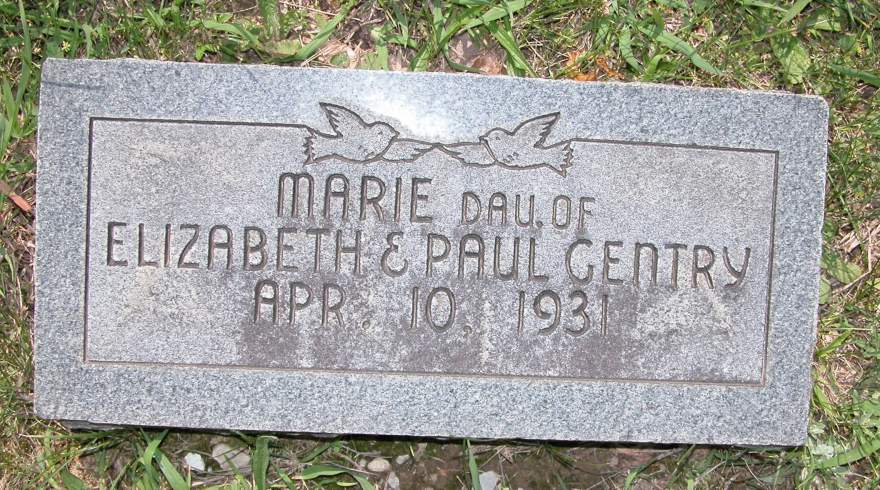 MARIE DAU. OF
ELIZABETH & PAUL GENTRY
APR. 10, 1931